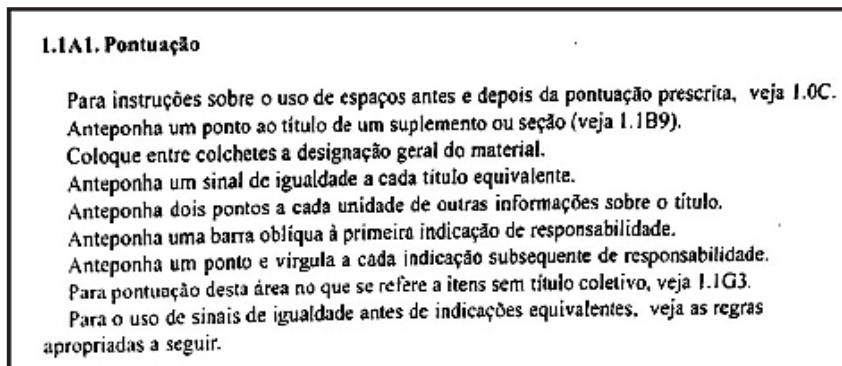 1.1A1. Pontuação
Para instruções sobre o uso de espaços antes e depois da pontuação prescrita, veja 1.0C.
Anteponha um ponto ao título de um suplemento ou seção (veja 1.1B9).
Coloque entre colchetes a designação geral do material.
Anteponha um sinal de igualdade a cada título equivalente.
Anteponha dois pontos a cada unidade de outras informações sobre o título.
Anteponha uma barra oblíqua à primeira indicação de responsabilidade.
Anteponha um ponto e vírgula a cada indicação subsequente de responsabilidade.
Para pontuação desta área no que se refere a itens sem título coletivo, veja 1.1G3.
Para o uso de sinais de igualdade antes de indicações equivalentes, veja as regras
apropriadas a seguir.